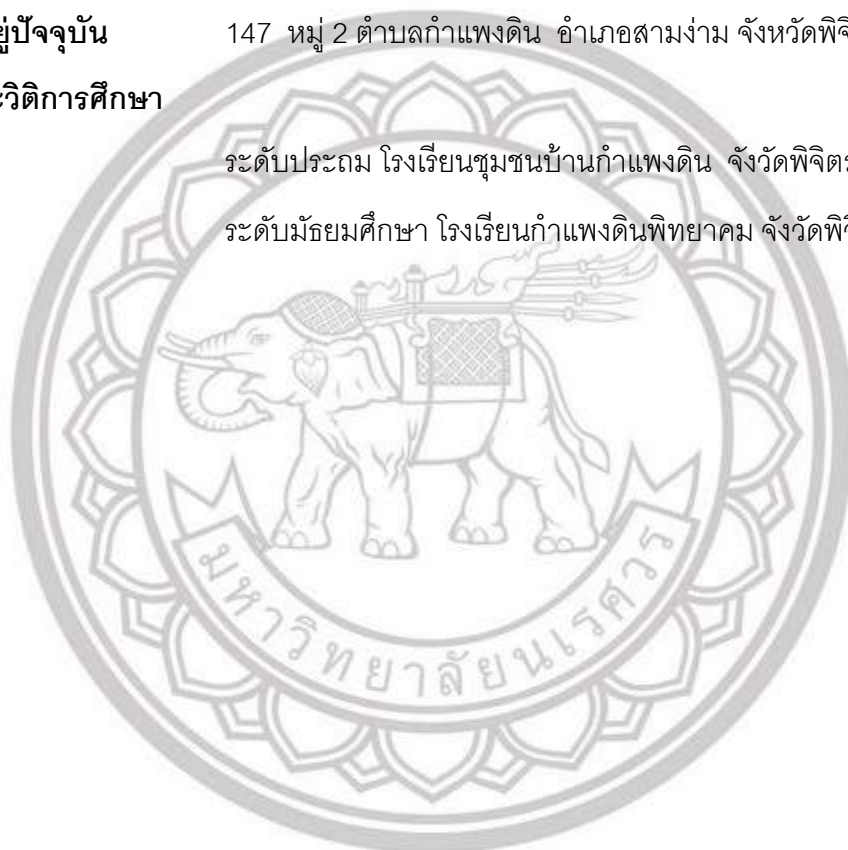 ยู่ปัจจุบัน 147 หมู่ 2 ตำบลกำแพงดิน อำเภอสามง่าม จังหวัดพิจิ
ะวิติการศึกษา
ระดับประถม โรงเรียนชุมชนบ้านกำแพงดิน จังวัดพิจิตร
ระดับมัธยมศึกษา โรงเรียนกำแพงดินพิทยาคม จังวัดพิจิ
มหาวิทยาลัยนเรศวร